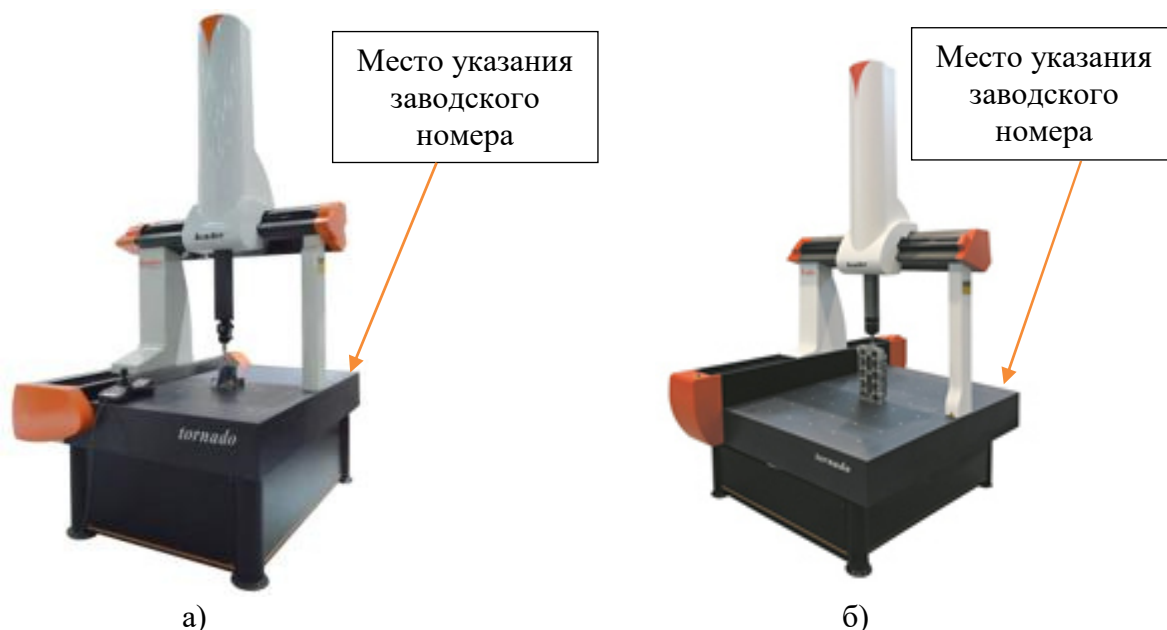 Место указания
заводского
номера
Место указания
заводского
номера
tornado
tornado
а)
б)